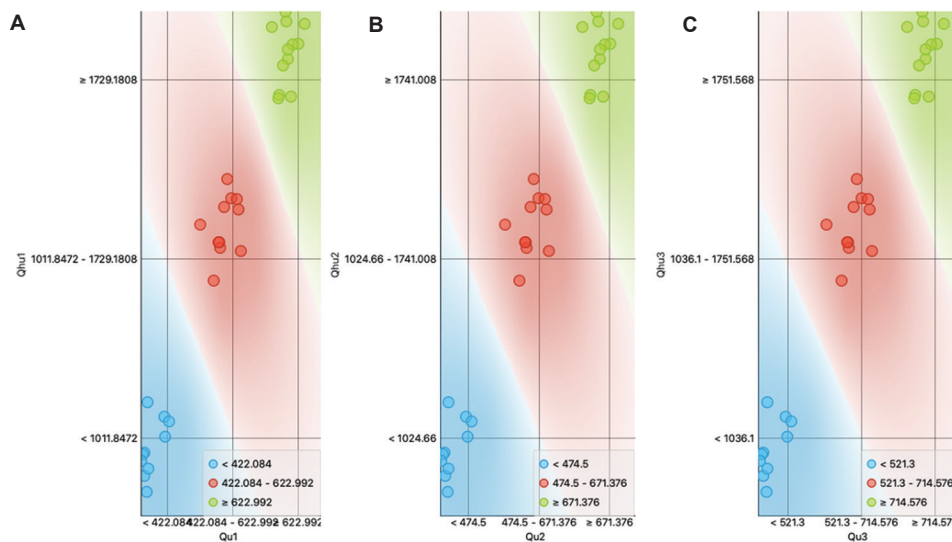 A
B
C
≥ 1729.1808
1011.8472 - 1729.1808
< 1011.8472
Qhu1
< 422.084
422.084 - 622.992
≥ 622.992
< 422.084
422.084 - 622.992
≥ 622.992
Qu1
≥ 1741.008
1024.66 - 1741.008
< 1024.66
Qhu2
< 474.5
474.5 - 671.376
≥ 671.376
< 474.5
474.5 - 671.376
≥ 671.376
Qu2
≥ 1751.568
1036.1 - 1751.568
< 1036.1
Qhu3
< 521.3
521.3 - 714.576
≥ 714.576
< 521.3
521.3 - 714.576
≥ 714.57
Qu3